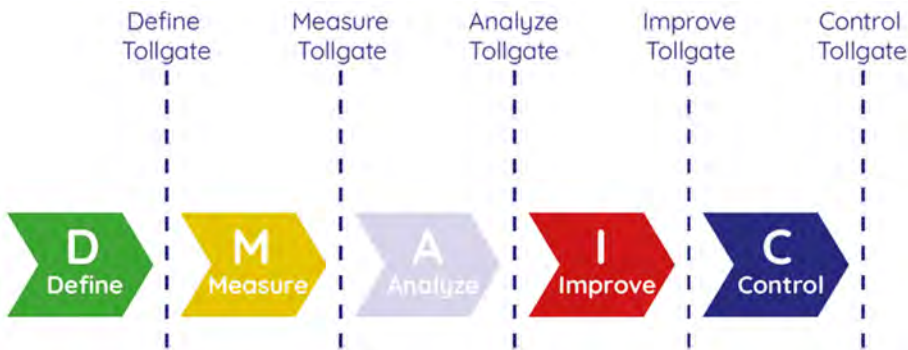 Define
Tollgate
Measure
Tollgate
Analyze
Tollgate
Improve
Tollgate
Control
Tollgate
D
Define
M
Measure
A
Analyze
I
Improve
C
Control